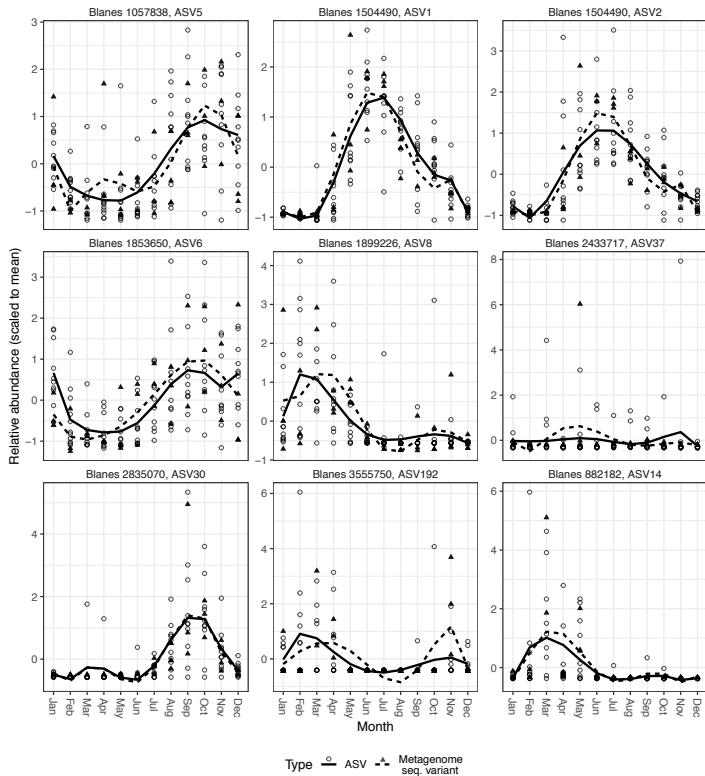 Blanes 1057838, ASV5
Blanes 1504490, ASV1
Blanes 1504490, ASV2
3
2
1
0
−1
2
1
0
−1
3
2
1
0
−1
Blanes 1853650, ASV6
Blanes 1899226, ASV8
Blanes 2433717, ASV37
3
2
1
0
−1
4
3
2
1
0
−1
8
6
4
2
0
Blanes 2835070, ASV30
Blanes 3555750, ASV192
Blanes 882182, ASV14
4
2
0
6
4
2
0
6
4
2
0
Relative abundance (scaled to mean)
Jan Feb Mar Apr May Jun Jul Aug Sep Oct Nov Dec
Jan Feb Mar Apr May Jun Jul Aug Sep Oct Nov Dec
Jan Feb Mar Apr May Jun Jul Aug Sep Oct Nov Dec
Month
Type ASV Metagenome
seq. variant